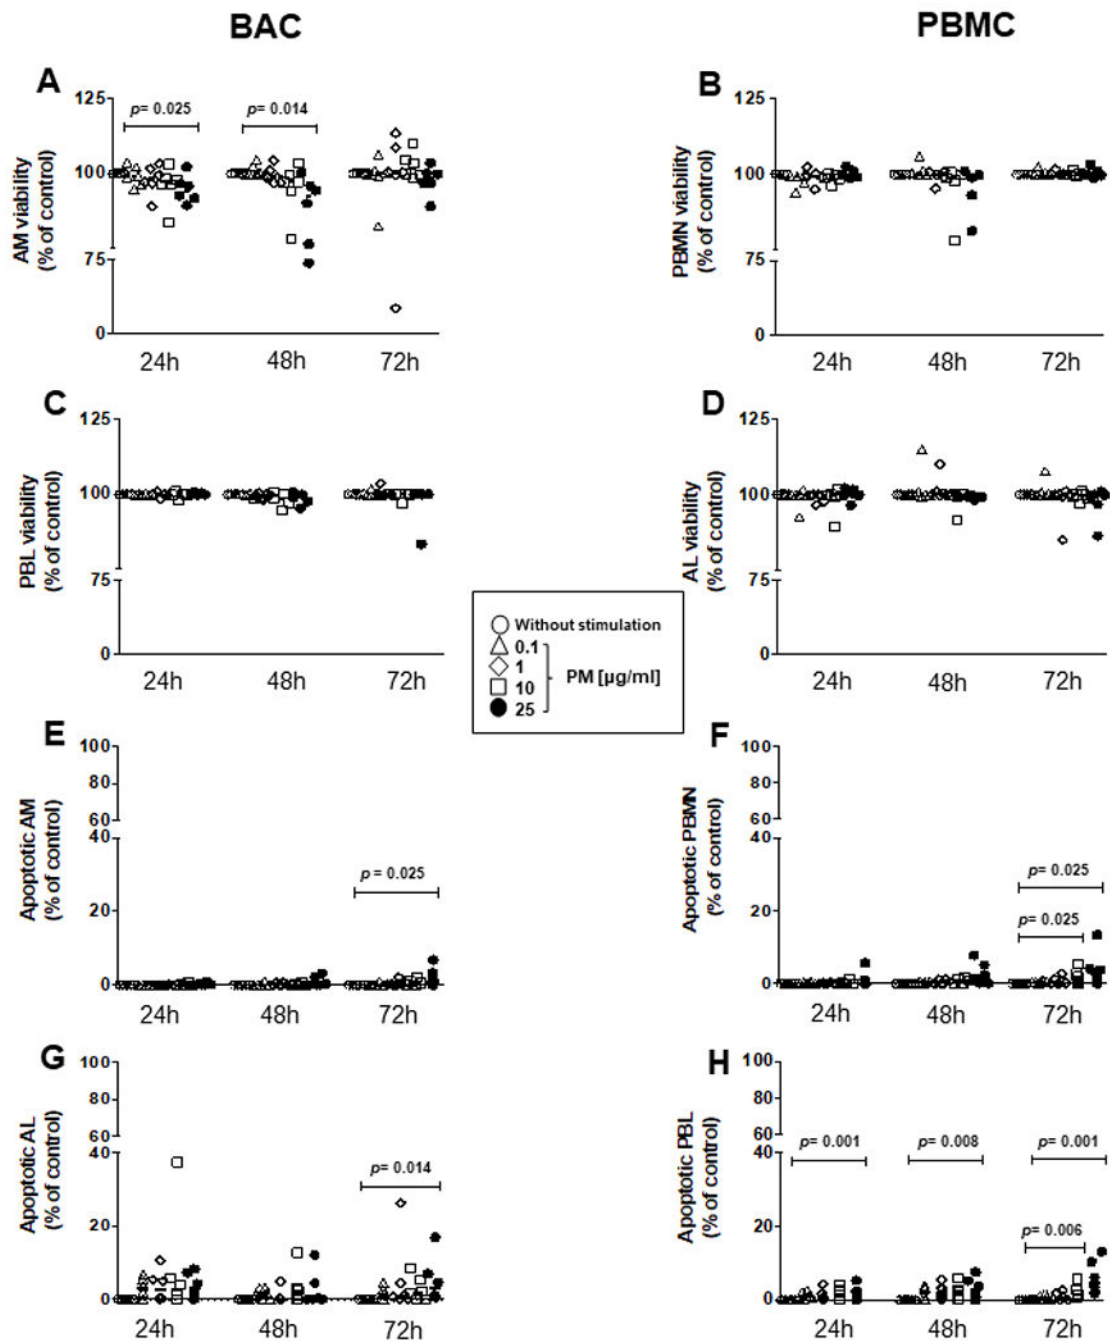 BAC
PBMC
A
AM viability
(% of control)
125
100
75
0
p= 0.025
p= 0.014
24h
48h
72h
B
PBMN viability
(% of control)
125
100
75
0
24h
48h
72h
C
PBL viability
(% of control)
125
100
75
0
24h
48h
72h
D
AL viability
(% of control)
125
100
75
0
24h
48h
72h
Without stimulation
0.1
1
10
25
PM [µg/ml]
E
Apoptotic AM
(% of control)
100
80
60
40
20
0
p= 0.025
24h
48h
72h
F
Apoptotic PBMN
(% of control)
100
80
60
40
20
0
p= 0.025
p= 0.025
24h
48h
72h
G
Apoptotic AL
(% of control)
100
80
60
40
20
0
p= 0.014
24h
48h
72h
H
Apoptotic PBL
(% of control)
100
80
60
40
20
0
p= 0.001
p= 0.008
p= 0.001
p= 0.006
24h
48h
72h